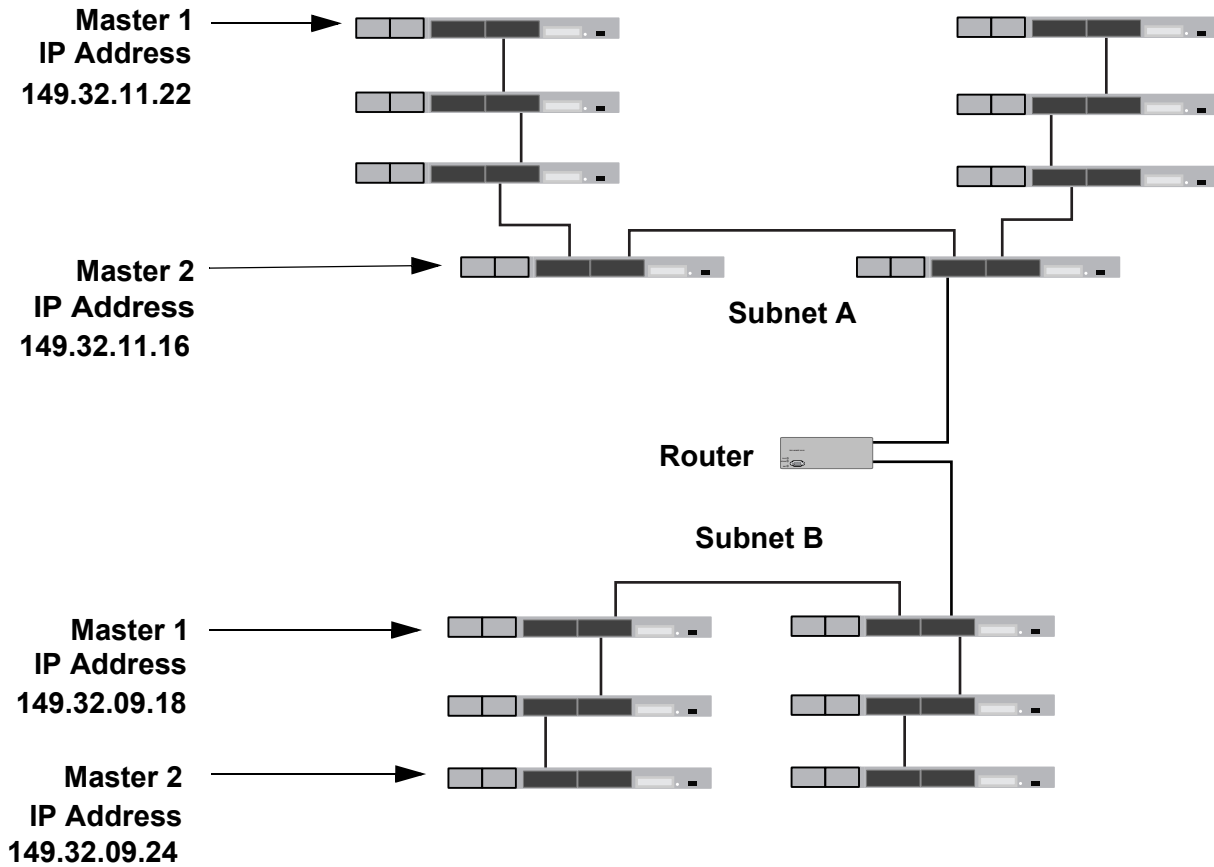 Master 1
IP Address
149.32.11.22
Master 2
IP Address
149.32.11.16
Subnet A
Router
Subnet B
Master 1
IP Address
149.32.09.18
Master 2
IP Address
149.32.09.24